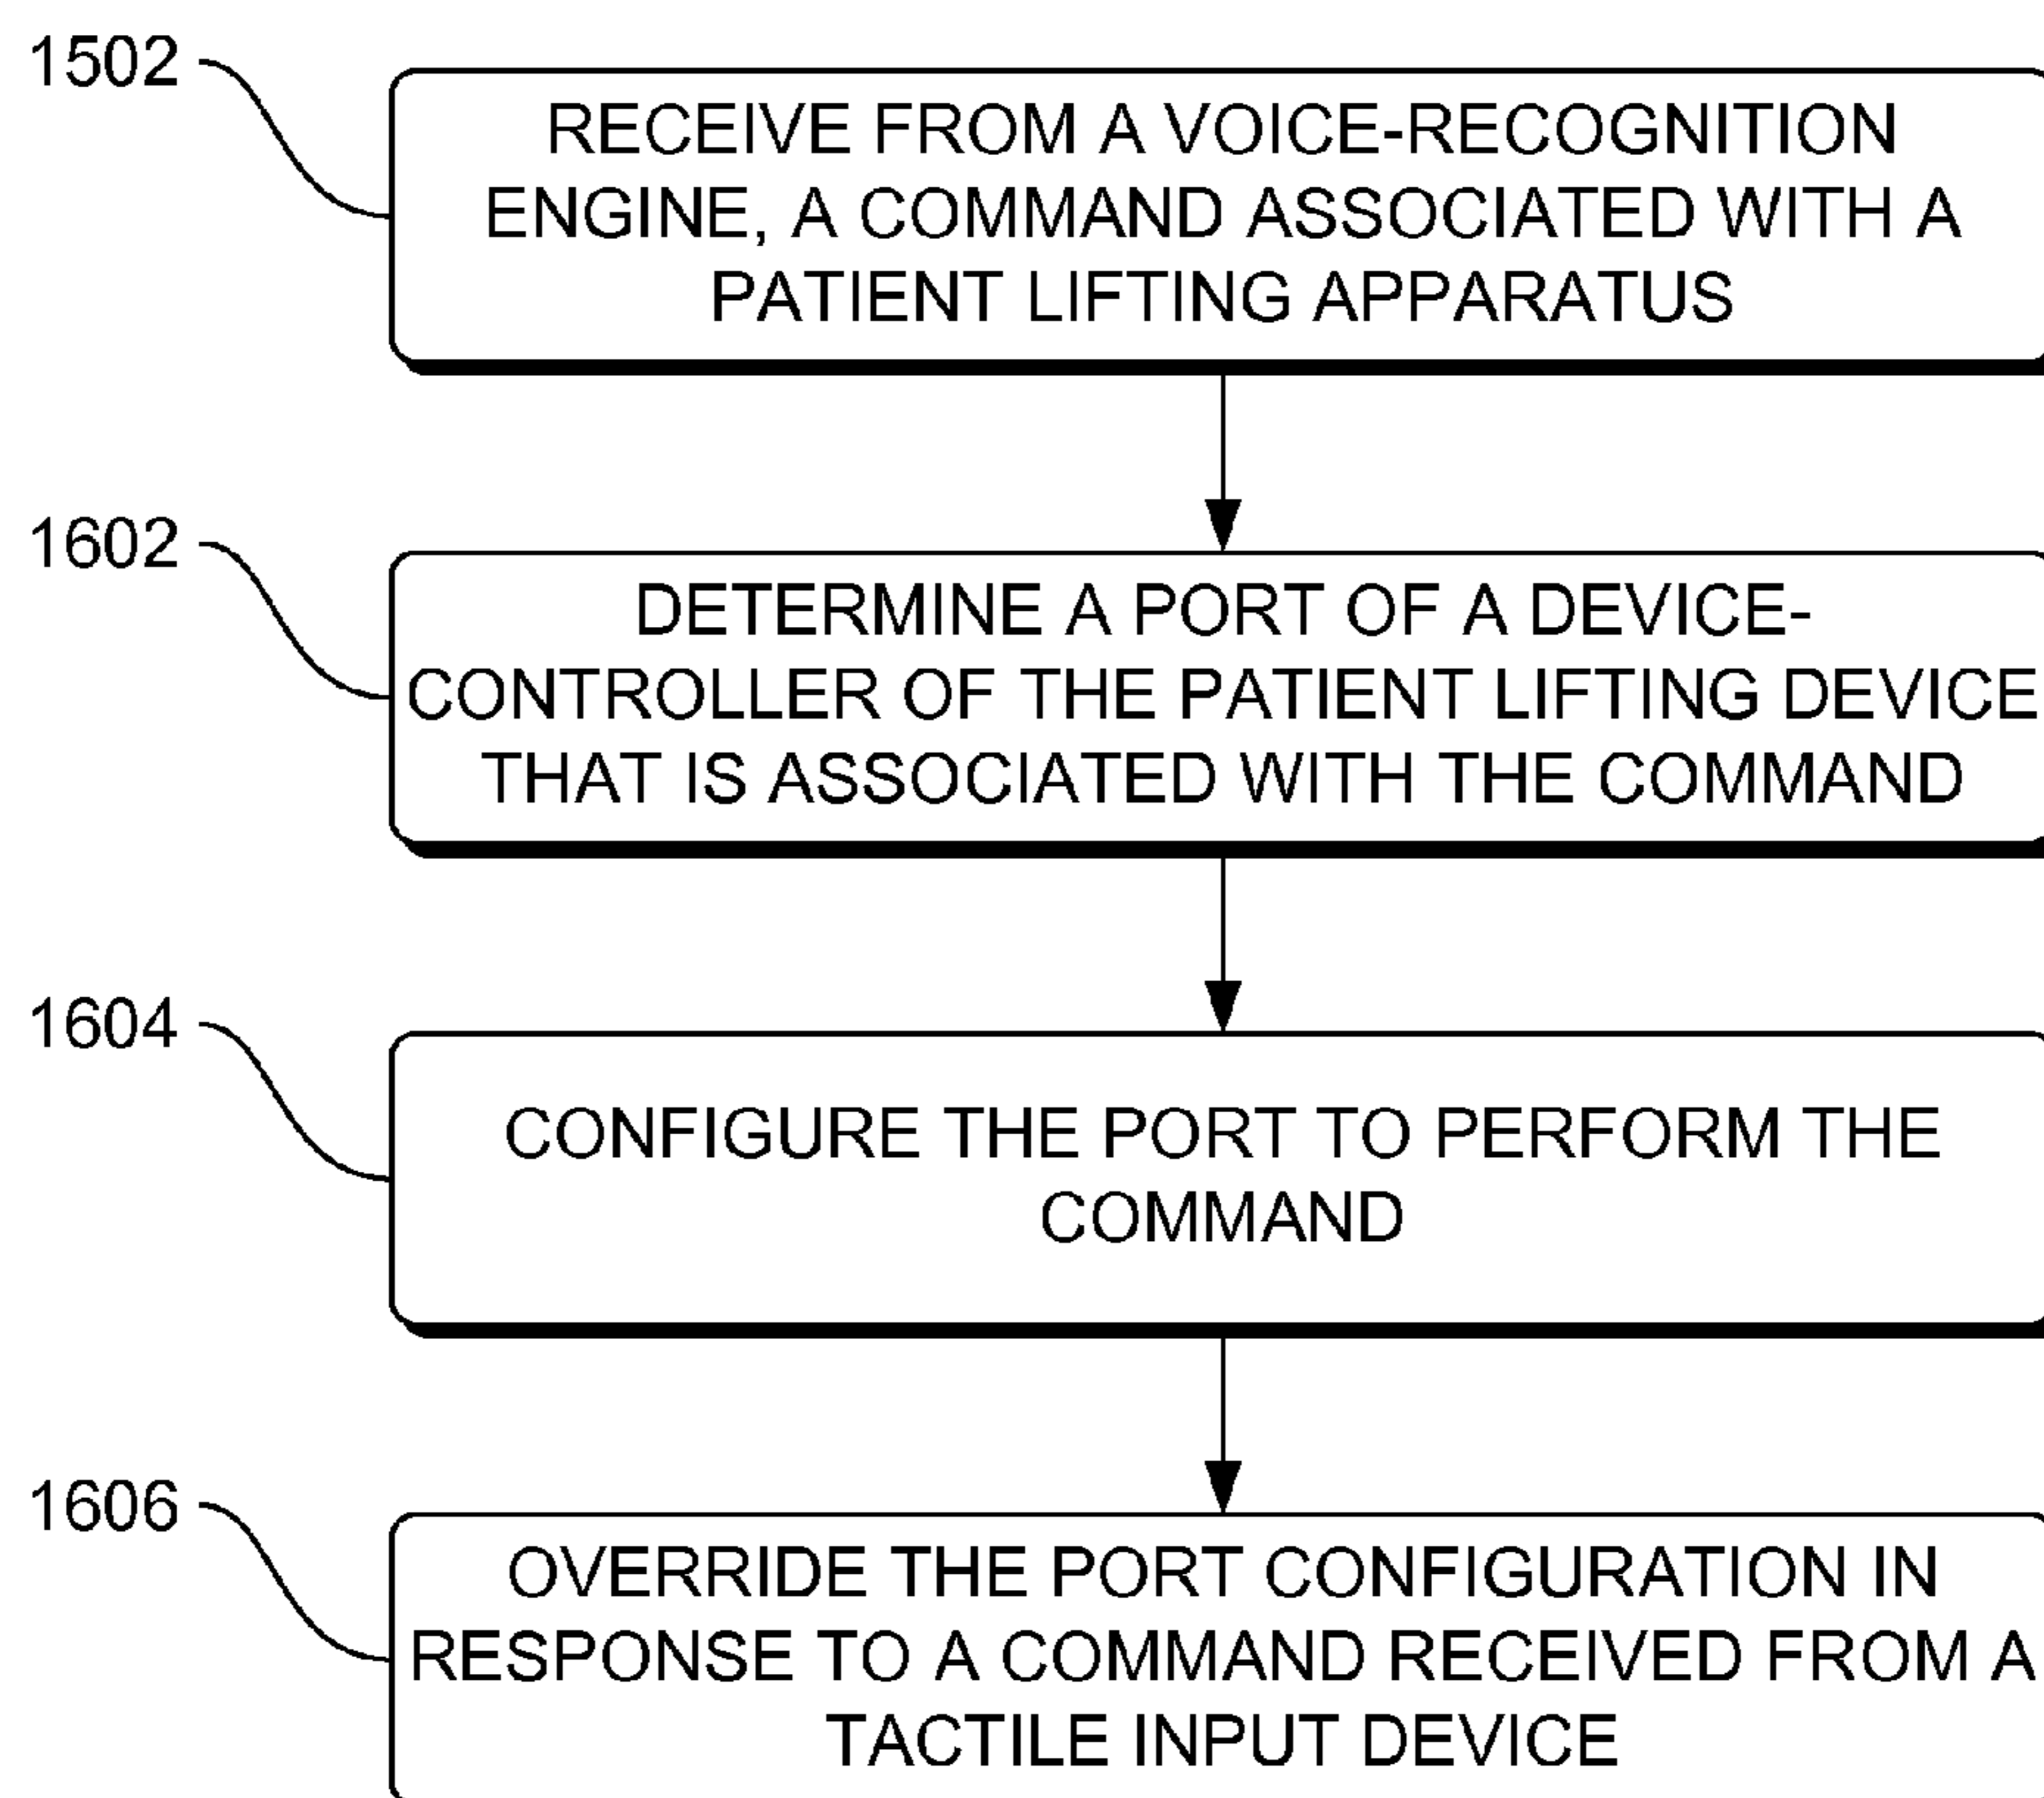 1502
RECEIVE FROM A VOICE-RECOGNITION
ENGINE, A COMMAND ASSOCIATED WITH A
PATIENT LIFTING APPARATUS
1602
DETERMINE A PORT OF A DEVICE-
CONTROLLER OF THE PATIENT LIFTING DEVICE
THAT IS ASSOCIATED WITH THE COMMAND
1604
CONFIGURE THE PORT TO PERFORM THE
COMMAND
1606
OVERRIDE THE PORT CONFIGURATION IN
RESPONSE TO A COMMAND RECEIVED FROM A
TACTILE INPUT DEVICE